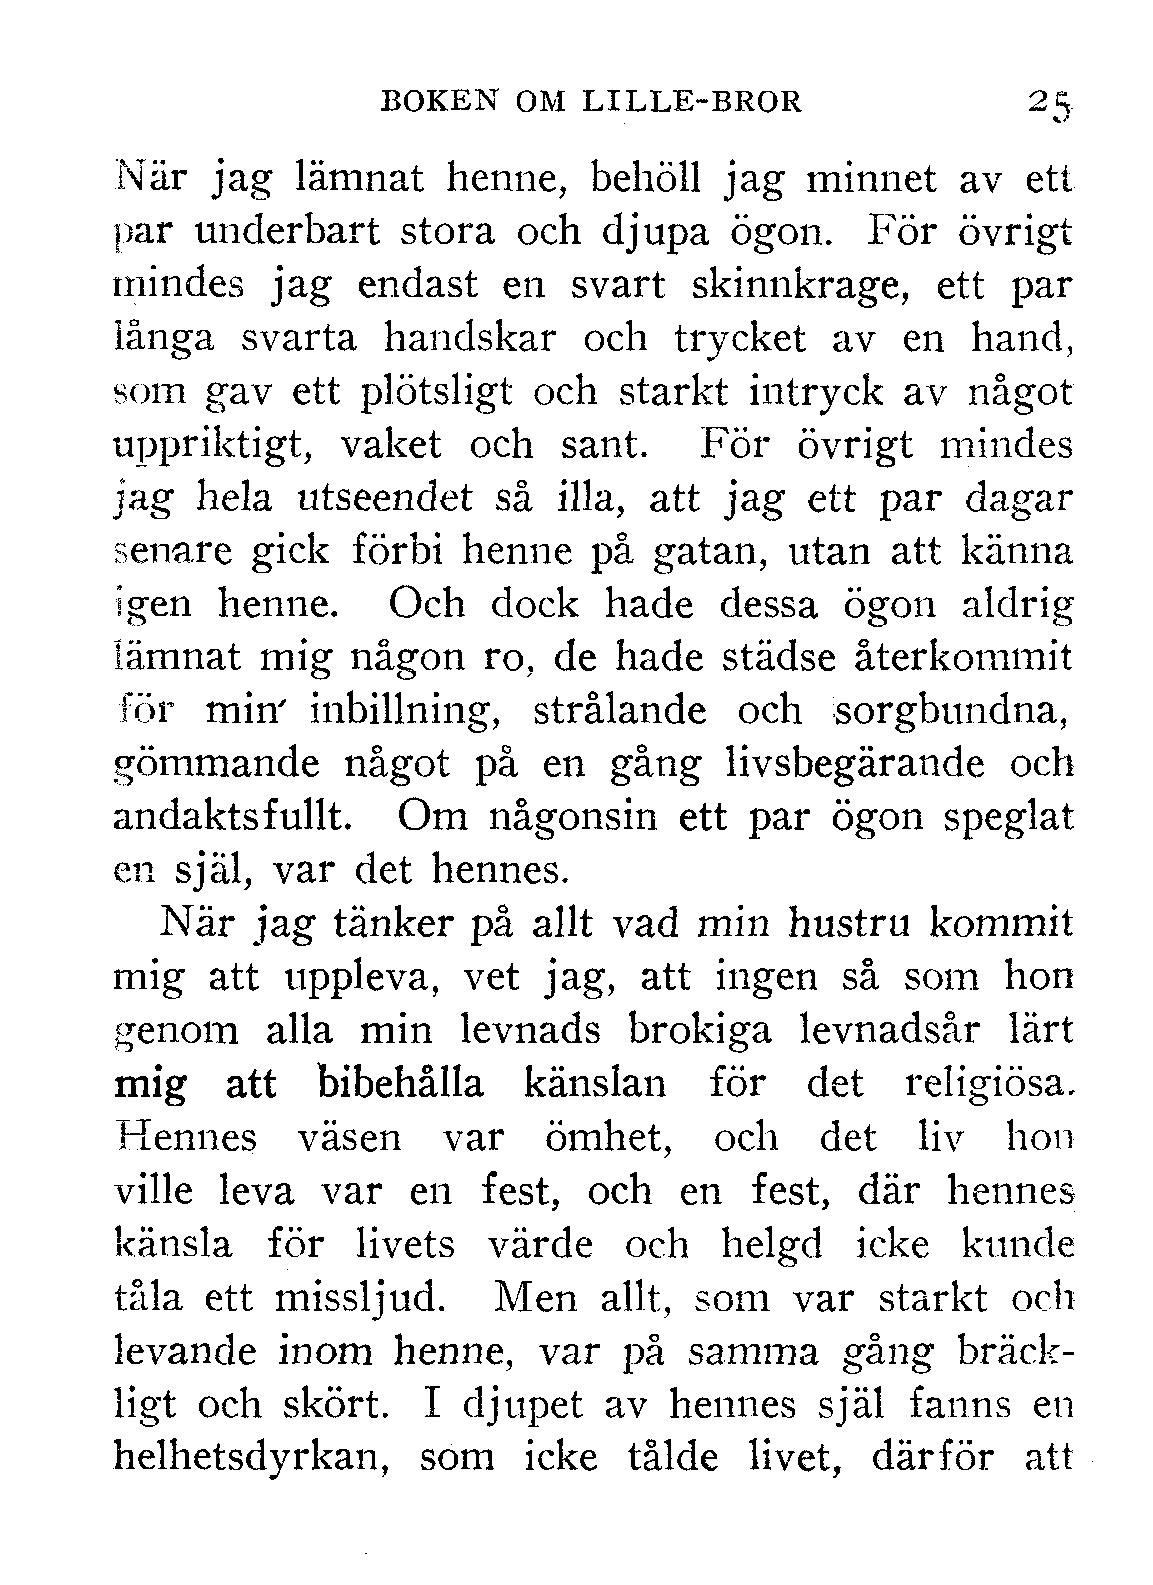 BOKEN OM LILLE-BROR 25
När jag lämnat henne, behöll jag minnet av ett
par underbart stora och djupa ögon. För övrigt
mindes jag endast en svart skinnkrage, ett par
långa svarta handskar och trycket av en hand,
som gav ett plötsligt och starkt intryck av något
uppriktigt, vaket och sant. För övrigt mindes
jag hela utseendet så illa, att jag ett par dagar
senare gick förbi henne på gatan, utan att känna
igen henne. Och dock hade dessa ögon aldrig
lämnat mig någon ro, de hade städse återkommit
för min inbillning, strålande och sorgbundna,
gömmande något på en gång livsbegärande och
andaktsfullt. Om någonsin ett par ögon speglat
en själ, var det hennes.
När jag tänker på allt vad min hustru kommit
mig att uppleva, vet jag, att ingen så som hon
genom alla min levnads brokiga levnadsår lärt
mig att bibehålla känslan för det religiösa.
Hennes väsen var ömhet, och det liv hon
ville leva var en fest, och en fest, där hennes
känsla för livets värde och helgd icke kunde
tåla ett missljud. Men allt, som var starkt och
levande inom henne, var på samma gång bräck-
ligt och skört. I djupet av hennes själ fanns en
helhetsdyrkan, som icke tålde livet, därför att